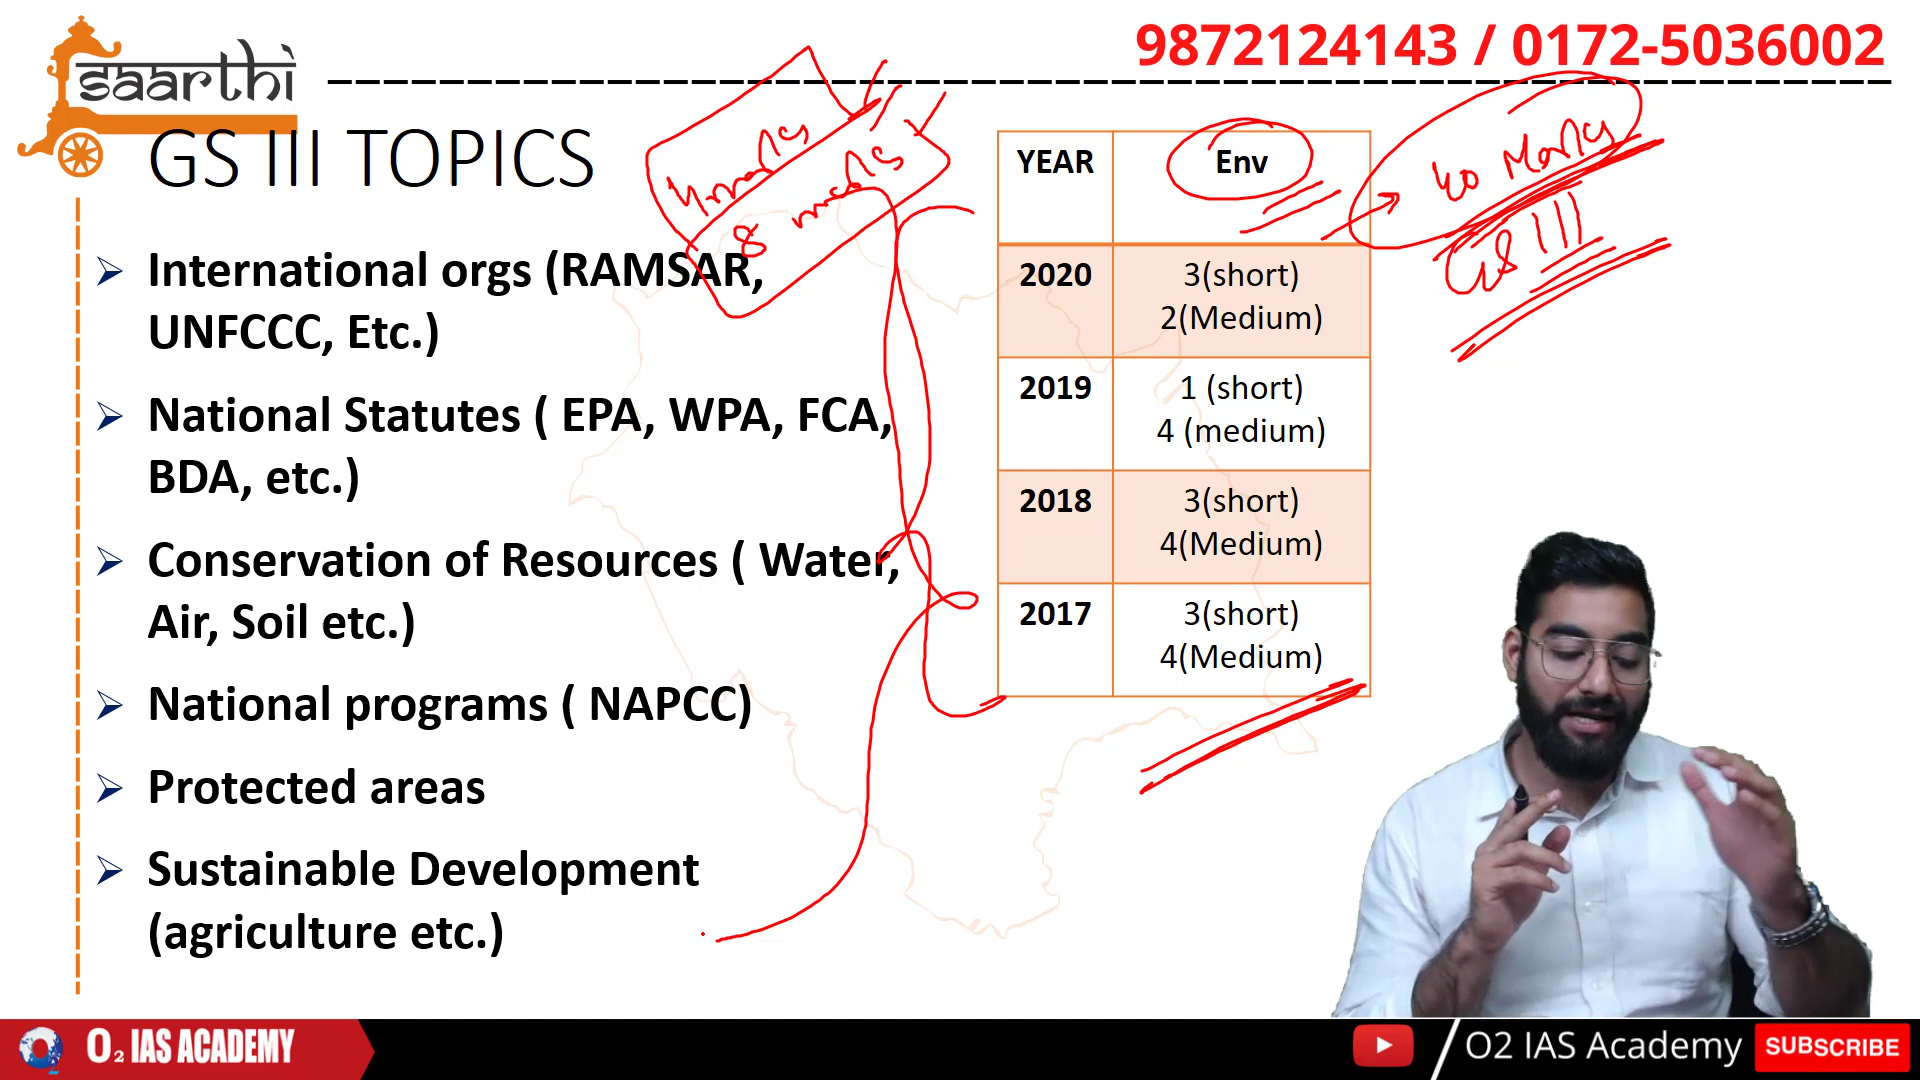 saarthi
9872124143 / 0172-5036002
GS III TOPICS
4marks
8 marks
➢ International orgs (RAMSAR,
UNFCCC, Etc.)
➢ National Statutes ( EPA, WPA, FCA,
BDA, etc.)
➢ Conservation of Resources ( Water,
Air, Soil etc.)
➢ National programs ( NAPCC)
➢ Protected areas
➢ Sustainable Development
(agriculture etc.)
YEAR Env
2020 3(short)
2(Medium)
2019 1 (short)
4 (medium)
2018 3(short)
4(Medium)
2017 3(short)
4(Medium)
Marks
GS III
O2 IAS ACADEMY
O2 IAS Academy
SUBSCRIBE